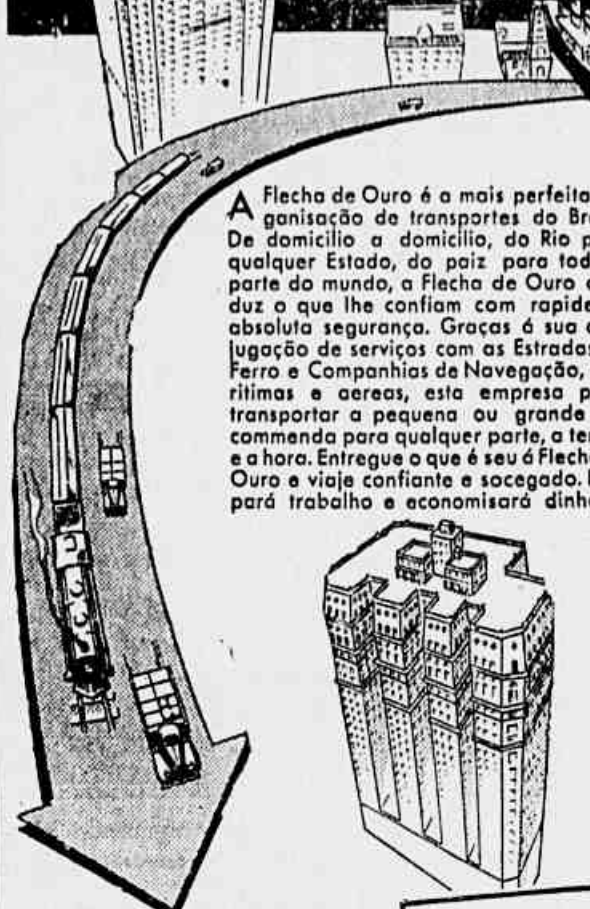 A Flecha de Ouro é a mais perfeita
ganisação de transportes do Br
De domicilio a domicilio, do Rio p
qualquer Estado, do paiz para tod
parte do mundo, a Flecha de Ouro
duz o que lhe confiam com rapide
absoluta segurança. Graças á sua
jugação de serviços com as Estradas
Ferro e Companhias de Navegação,
ritimas e aereas, esta empresa p
transportar a pequena ou grande
commenda para qualquer parte, a te
e a hora. Entregue o que é seu á Flecha
Ouro e viaje confiante e socegado.
pará trabalho e economisará dinh